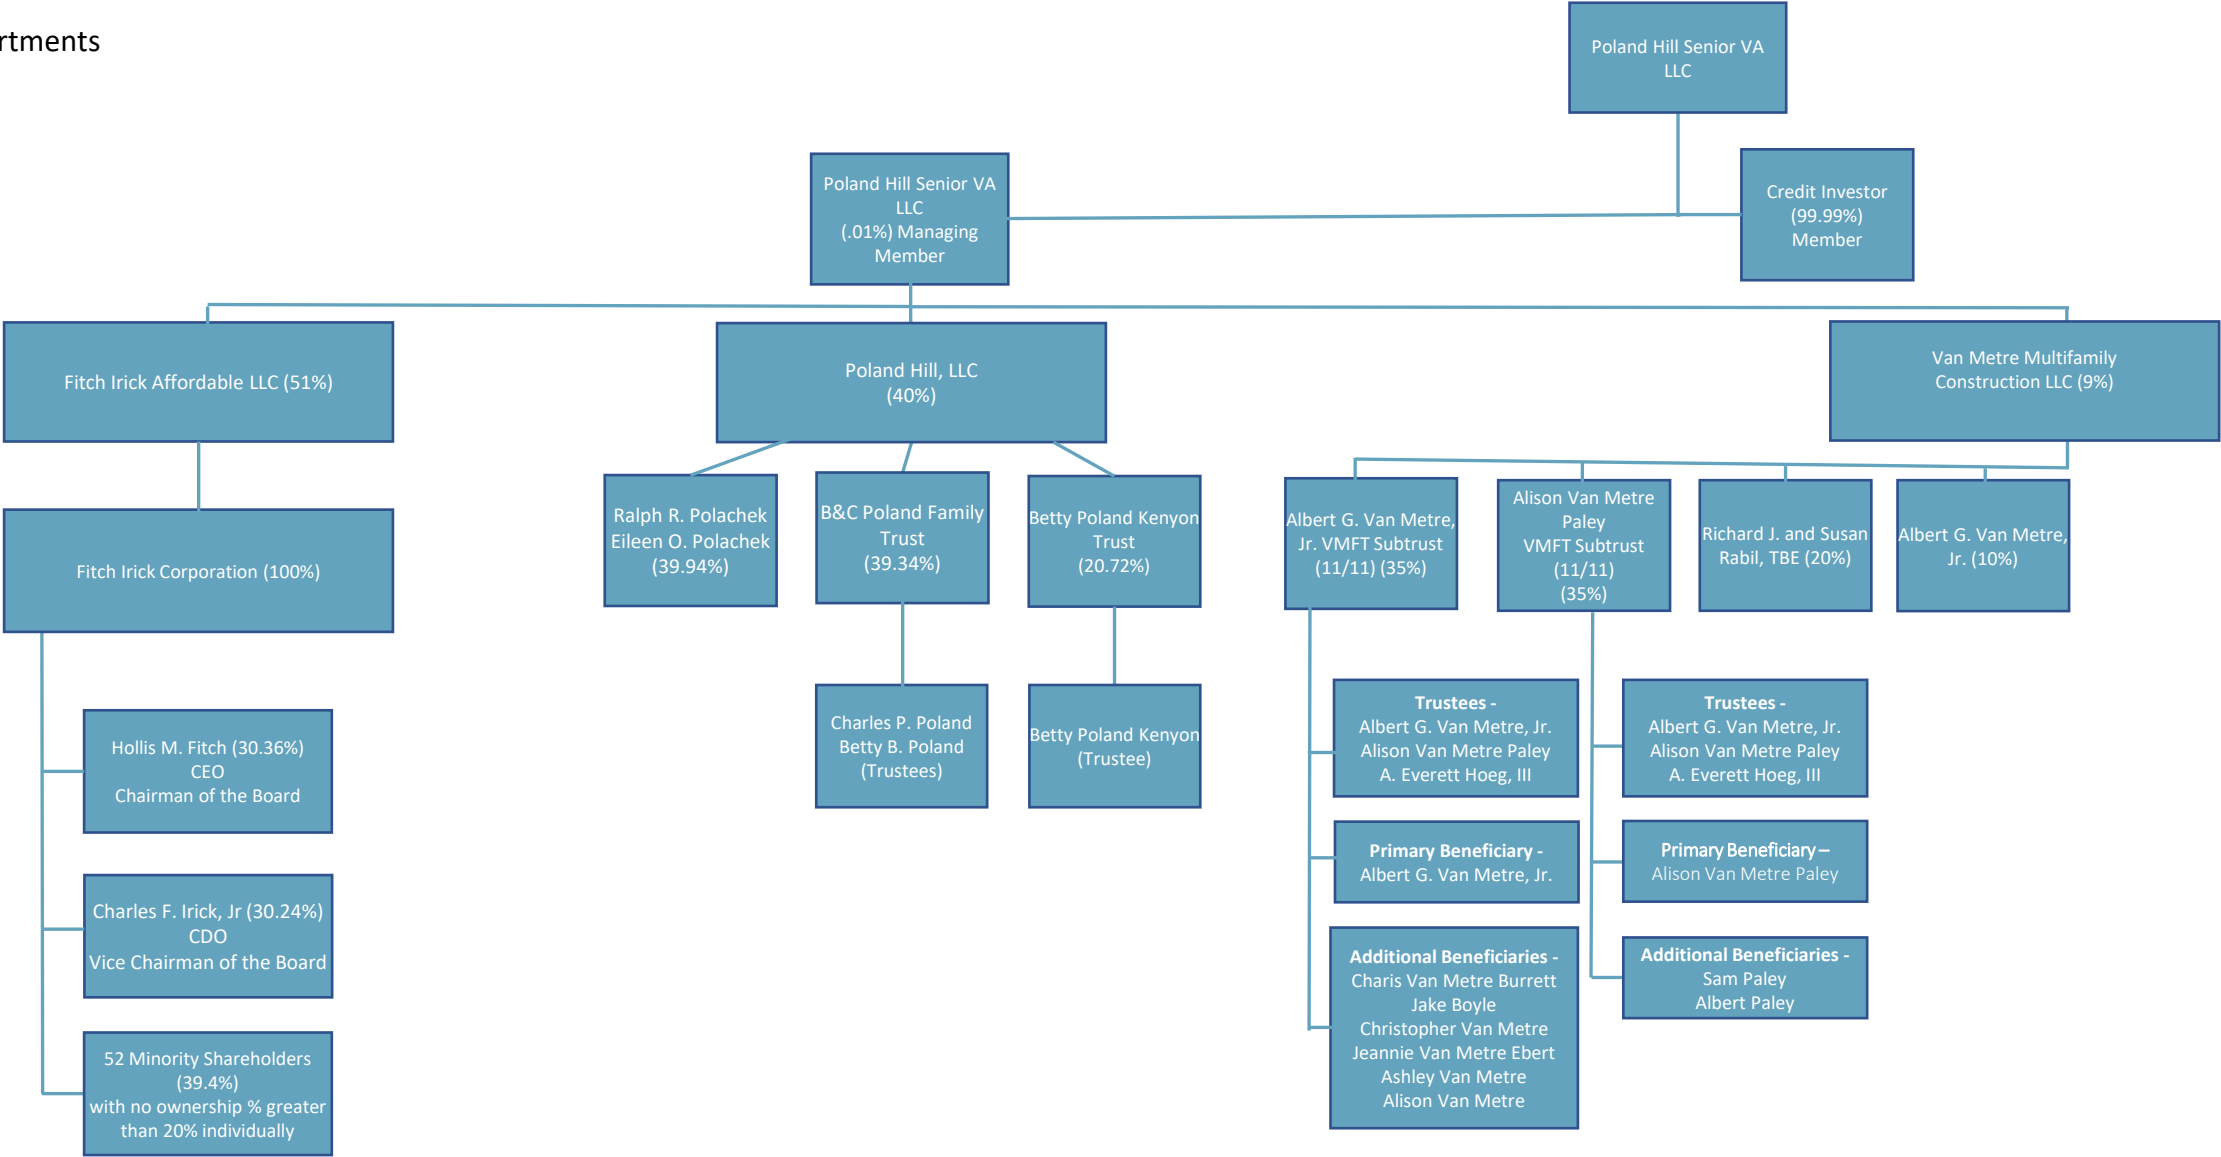 rtments
Poland Hill Senior VA
LLC
Poland Hill Senior VA
LLC
(.01%) Managing
Member
Credit Investor
(99.99%)
Member
Fitch Irick Affordable LLC (51%)
Poland Hill, LLC
(40%)
Van Metre Multifamily
Construction LLC (9%)
Fitch Irick Corporation (100%)
Ralph R. Polachek
Eileen O. Polachek
(39.94%)
B&C Poland Family
Trust
(39.34%)
Betty Poland Kenyon
Trust
(20.72%)
Albert G. Van Metre,
Jr. VMFT Subtrust
(11/11) (35%)
Alison Van Metre
Paley
VMFT Subtrust
(11/11)
(35%)
Richard J. and Susan
Rabil, TBE (20%)
Albert G. Van Metre,
Jr. (10%)
Hollis M. Fitch (30.36%)
CEO
Chairman of the Board
Charles F. Irick, Jr (30.24%)
CDO
Vice Chairman of the Board
52 Minority Shareholders
(39.4%)
with no ownership % greater
than 20% individually
Charles P. Poland
Betty B. Poland
(Trustees)
Betty Poland Kenyon
(Trustee)
Trustees -
Albert G. Van Metre, Jr.
Alison Van Metre Paley
A. Everett Hoeg, III
Primary Beneficiary -
Albert G. Van Metre, Jr.
Additional Beneficiaries -
Charis Van Metre Burrett
Jake Boyle
Christopher Van Metre
Jeannie Van Metre Ebert
Ashley Van Metre
Alison Van Metre
Trustees -
Albert G. Van Metre, Jr.
Alison Van Metre Paley
A. Everett Hoeg, III
Primary Beneficiary –
Alison Van Metre Paley
Additional Beneficiaries -
Sam Paley
Albert Paley